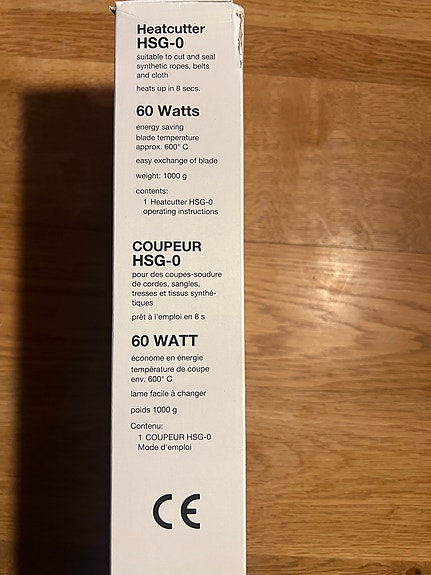 Heatcutter
HSG-0
suitable to cut and seal
synthetic ropes, belts
and cloth
heats up in 8 secs.
60 Watts
energy saving
blade temperature
approx. 600° C
easy exchange of blade
weight: 1000 g
contents:
1 Heatcutter HSG-0
operating instructions
COUPEUR
HSG-0
pour des coupes-soudure
de cordes, sangles,
tresses et tissus synthé-
tiques
prêt à l'emploi en 8 s
60 WATT
économe en énergie
température de coupe
env. 600° C
lame facile à changer
poids 1000 g
Contenu:
1 COUPEUR HSG-0
Mode d'emploi
CE